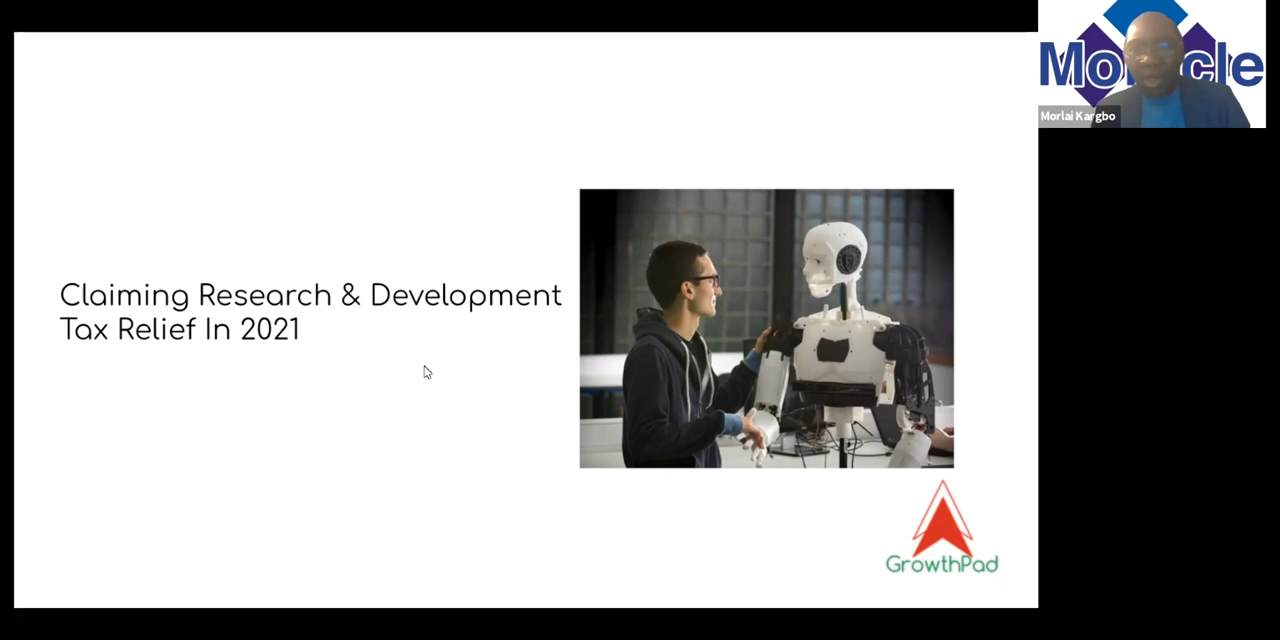 Claiming Research & Development
Tax Relief In 2021
GrowthPad
Morlai Kargbo